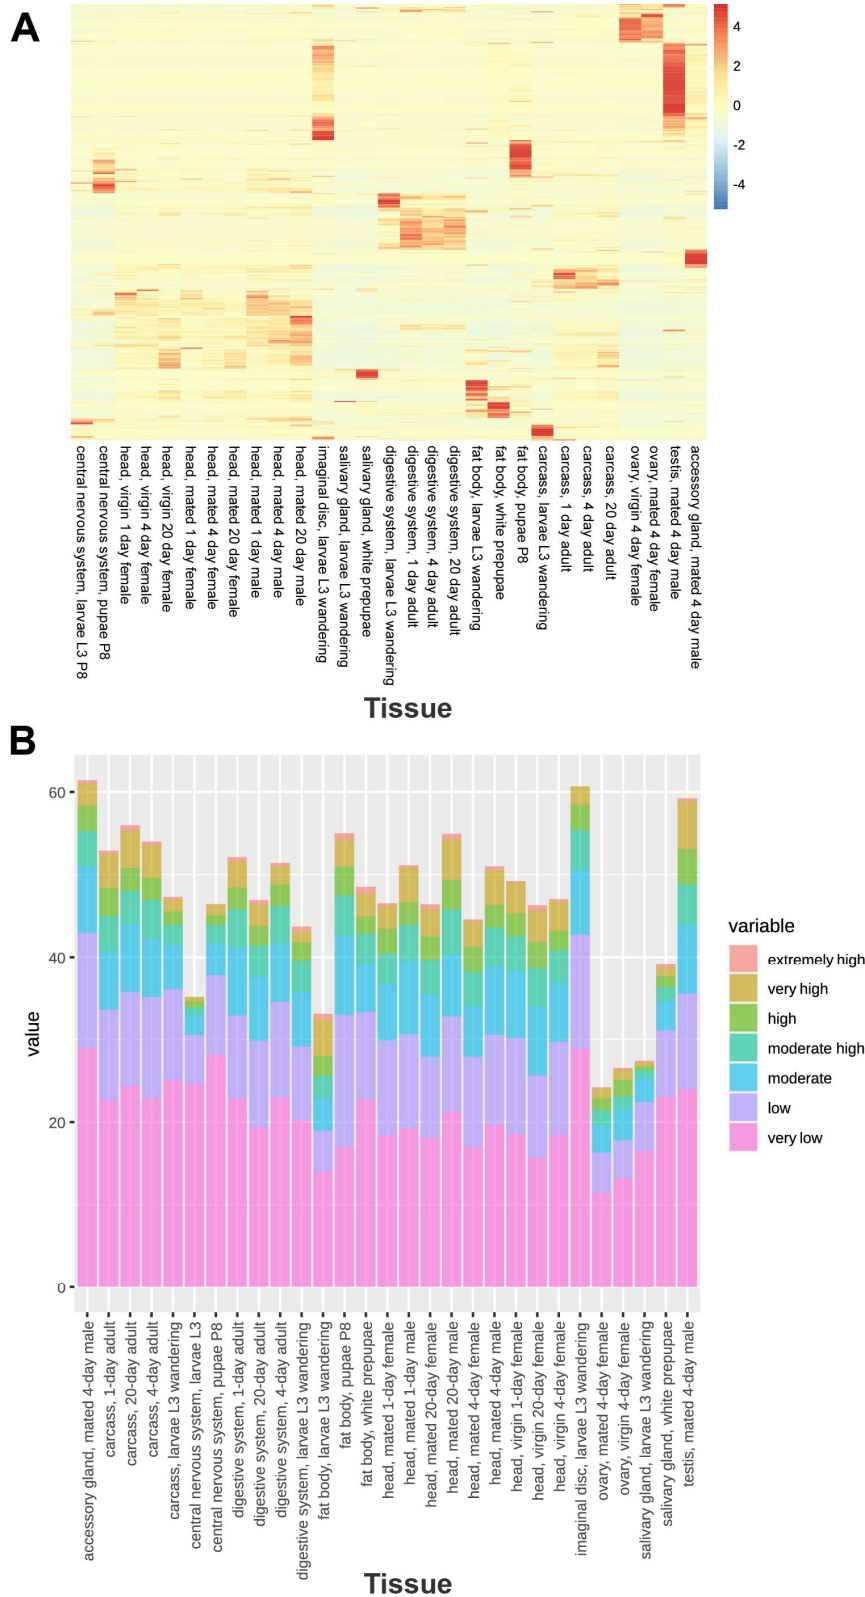 A
4
2
0
-2
-4
central nervous system, larvae L3 P8
central nervous system, pupae P8
head, virgin 1 day female
head, virgin 4 day female
head, virgin 20 day female
head, mated 1 day female
head, mated 4 day female
head, mated 20 day female
head, mated 1 day male
head, mated 4 day male
head, mated 20 day male
imaginal disc, larvae L3 wandering
salivary gland, larvae L3 wandering
salivary gland, white prepupae
digestive system, larvae L3 wandering
digestive system, 1 day adult
digestive system, 4 day adult
digestive system, 20 day adult
fat body, larvae L3 wandering
fat body, white prepupae
fat body, pupae P8
carcass, larvae L3 wandering
carcass, 1 day adult
carcass, 4 day adult
carcass, 20 day adult
ovary, virgin 4 day female
ovary, mated 4 day female
testis, mated 4 day male
accessory gland, mated 4 day male
Tissue
B
value
60
40
20
0
variable
extremely high
very high
high
moderate high
moderate
low
very low
accessory gland, mated 4-day male
carcass, 1-day adult
carcass, 20-day adult
carcass, 4-day adult
carcass, larvae L3 wandering
central nervous system, larvae L3
central nervous system, pupae P8
digestive system, 1-day adult
digestive system, 20-day adult
digestive system, 4-day adult
digestive system, larvae L3 wandering
fat body, larvae L3 wandering
fat body, pupae P8
fat body, white prepupae
head, mated 1-day female
head, mated 1-day male
head, mated 20-day female
head, mated 20-day male
head, mated 4-day female
head, mated 4-day male
head, virgin 1-day female
head, virgin 20-day female
head, virgin 4-day female
imaginal disc, larvae L3 wandering
ovary, mated 4-day female
ovary, virgin 4-day female
salivary gland, larvae L3 wandering
salivary gland, white prepupae
testis, mated 4-day male
Tissue